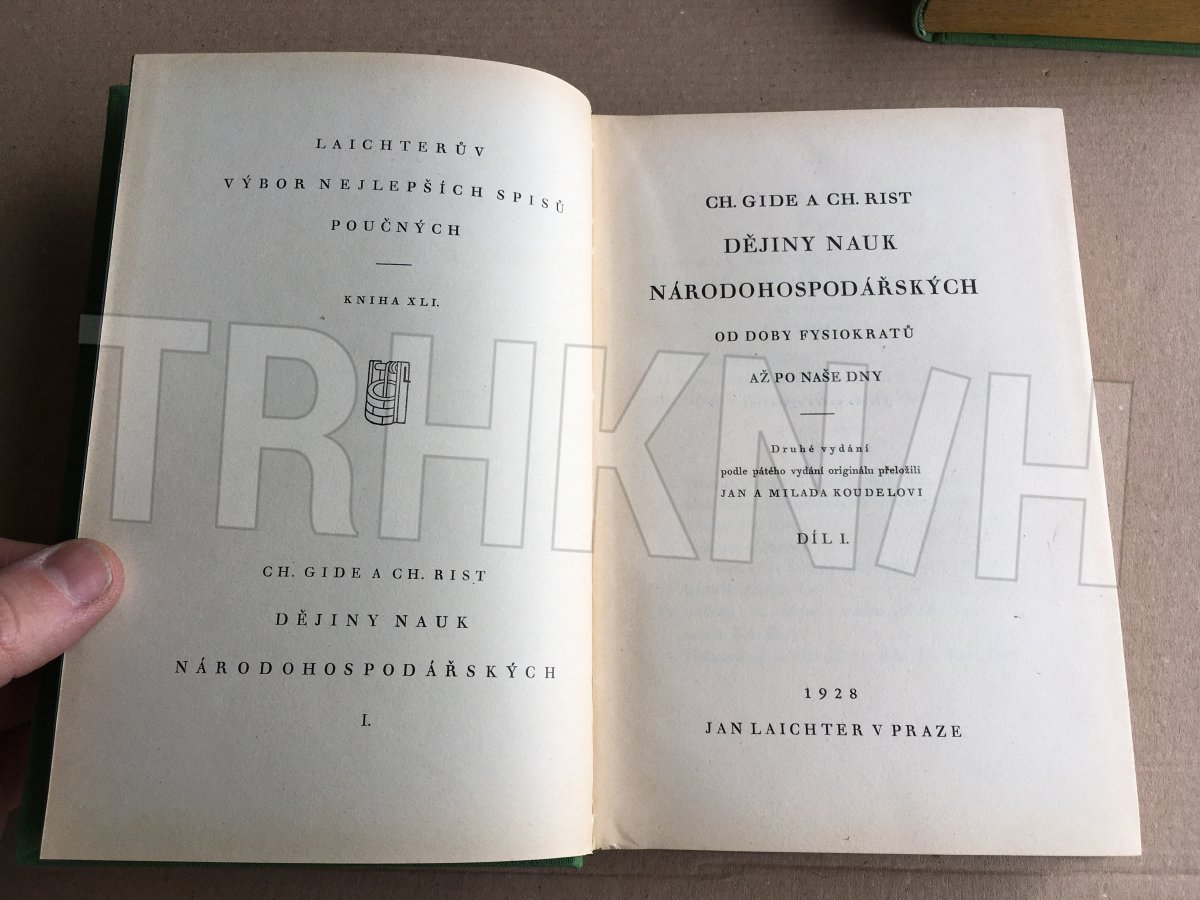 LAICHTERŮV
VÝBOR NEJLEPŠÍCH SPISŮ
POUČNÝCH
KNIHA XLI.
CH. GIDE A CH. RIST
DĚJINY NAUK
NÁRODOHOSPODÁŘSKÝCH
I.
CH. GIDE A CH. RIST
DĚJINY NAUK
NÁRODOHOSPODÁŘSKÝCH
OD DOBY FYSIOKRATŮ
AŽ PO NAŠE DNY
Druhé vydání
podle pátého vydání originálu přeložili
JAN A MILADA KOUDELOVI
DÍL I.
1928
JAN LAICHTER V PRAZE
TRHKNIH